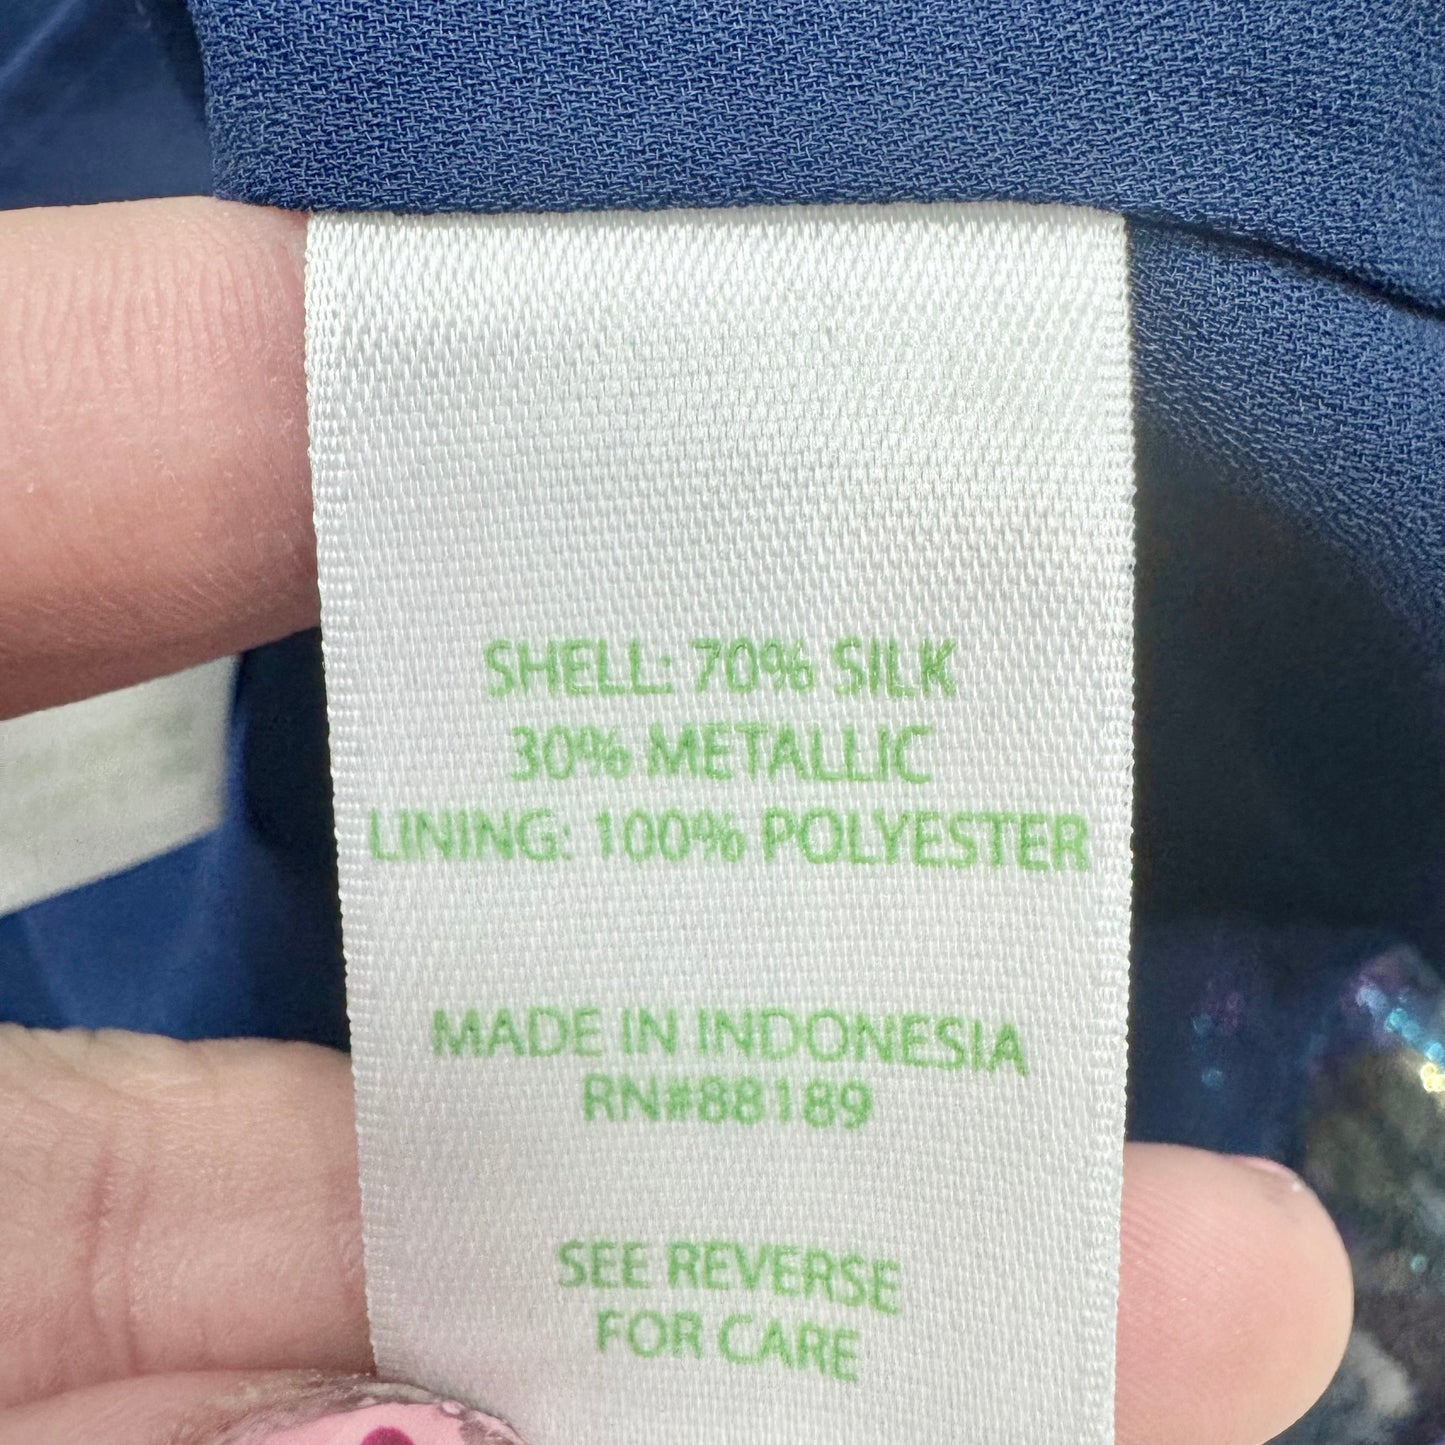 SHELL: 70% SILK
30% METALLIC
LINING: 100% POLYESTER
MADE IN INDONESIA
RN#88189
SEE REVERSE
FOR CARE